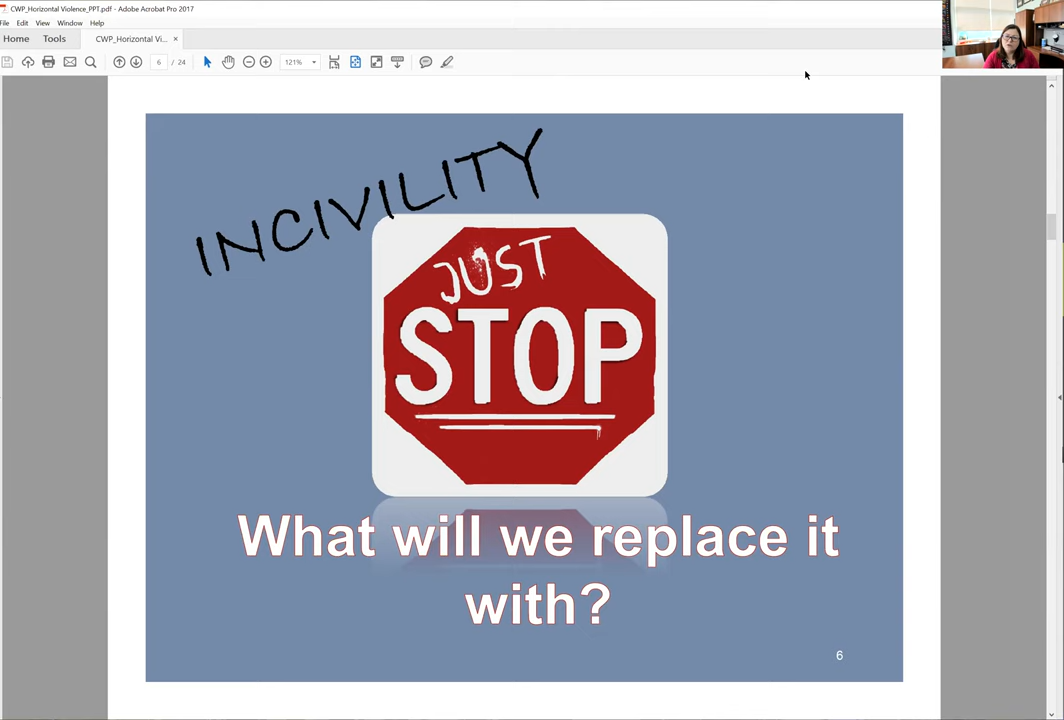 CWP_Horizontal Violence_PPT.pdf - Adobe Acrobat Pro 2017
File Edit View Window Help
Home Tools CWP_Horizontal Vi... ×
6 / 24 121%
INCIVILITY
JUST
STOP
What will we replace it
with?
6